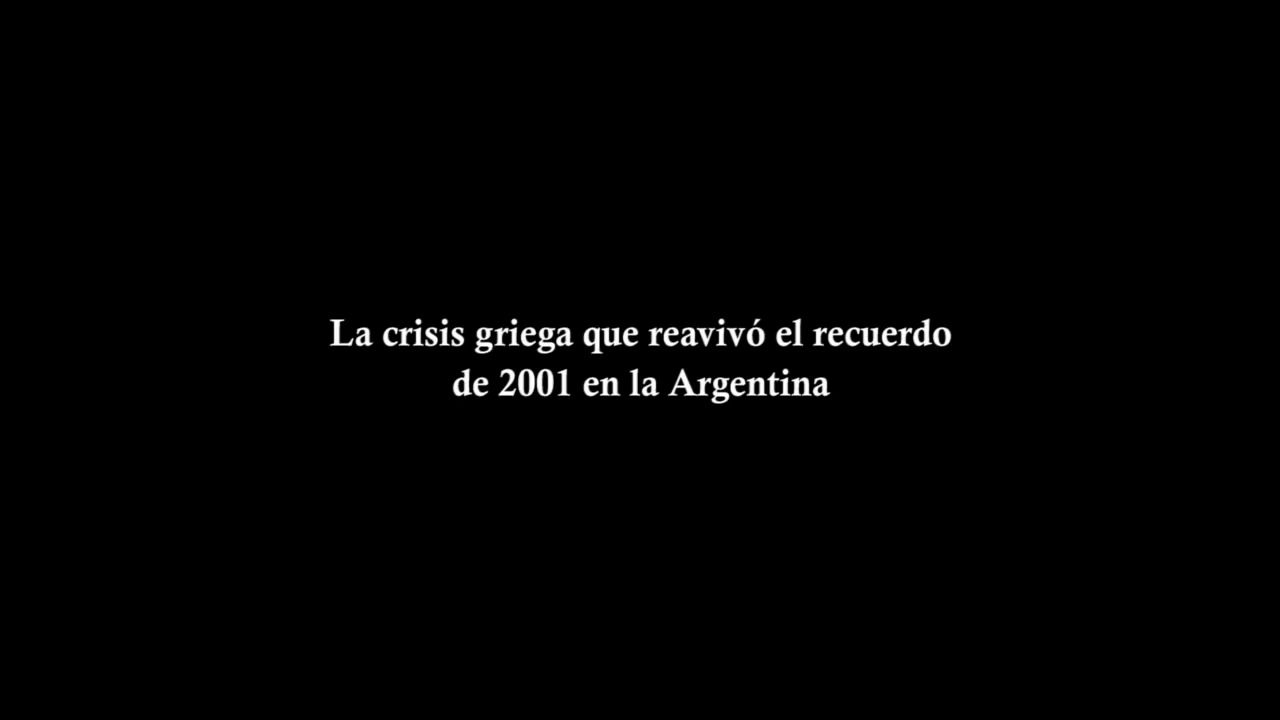 La crisis griega que reavivó el recuerdo
de 2001 en la Argentina